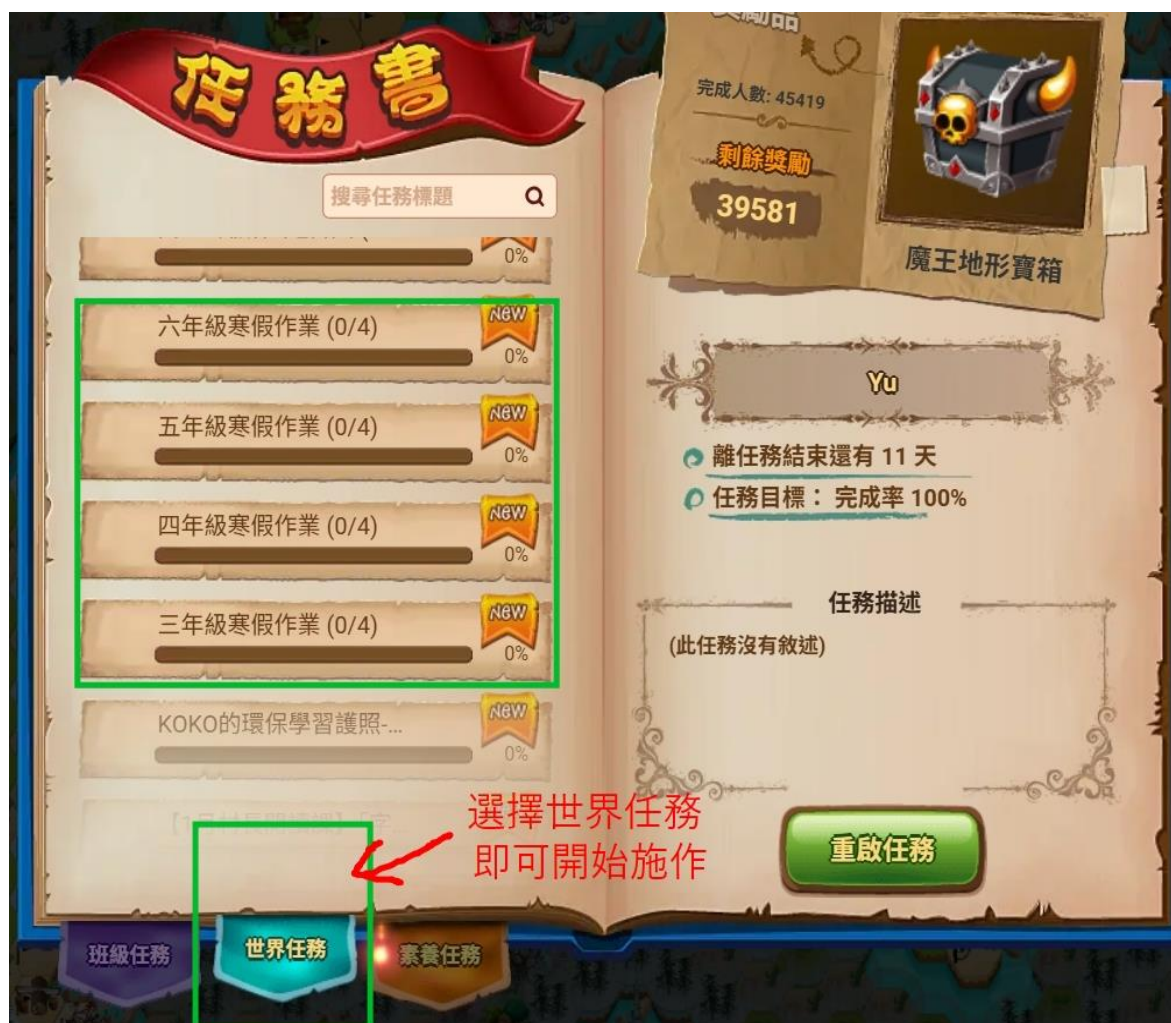 任務書
搜尋任務標題
0%
六年級寒假作業 (0/4)
New
0%
五年級寒假作業 (0/4)
New
0%
四年級寒假作業 (0/4)
New
0%
三年級寒假作業 (0/4)
New
0%
KOKO的環保學習護照-...
New
0%
選擇世界任務
即可開始施作
班級任務
世界任務
素養任務
完成人數: 45419
剩餘獎勵
39581
魔王地形寶箱
Yu
離任務結束還有 11 天
任務目標： 完成率 100%
任務描述
(此任務沒有敘述)
重啟任務